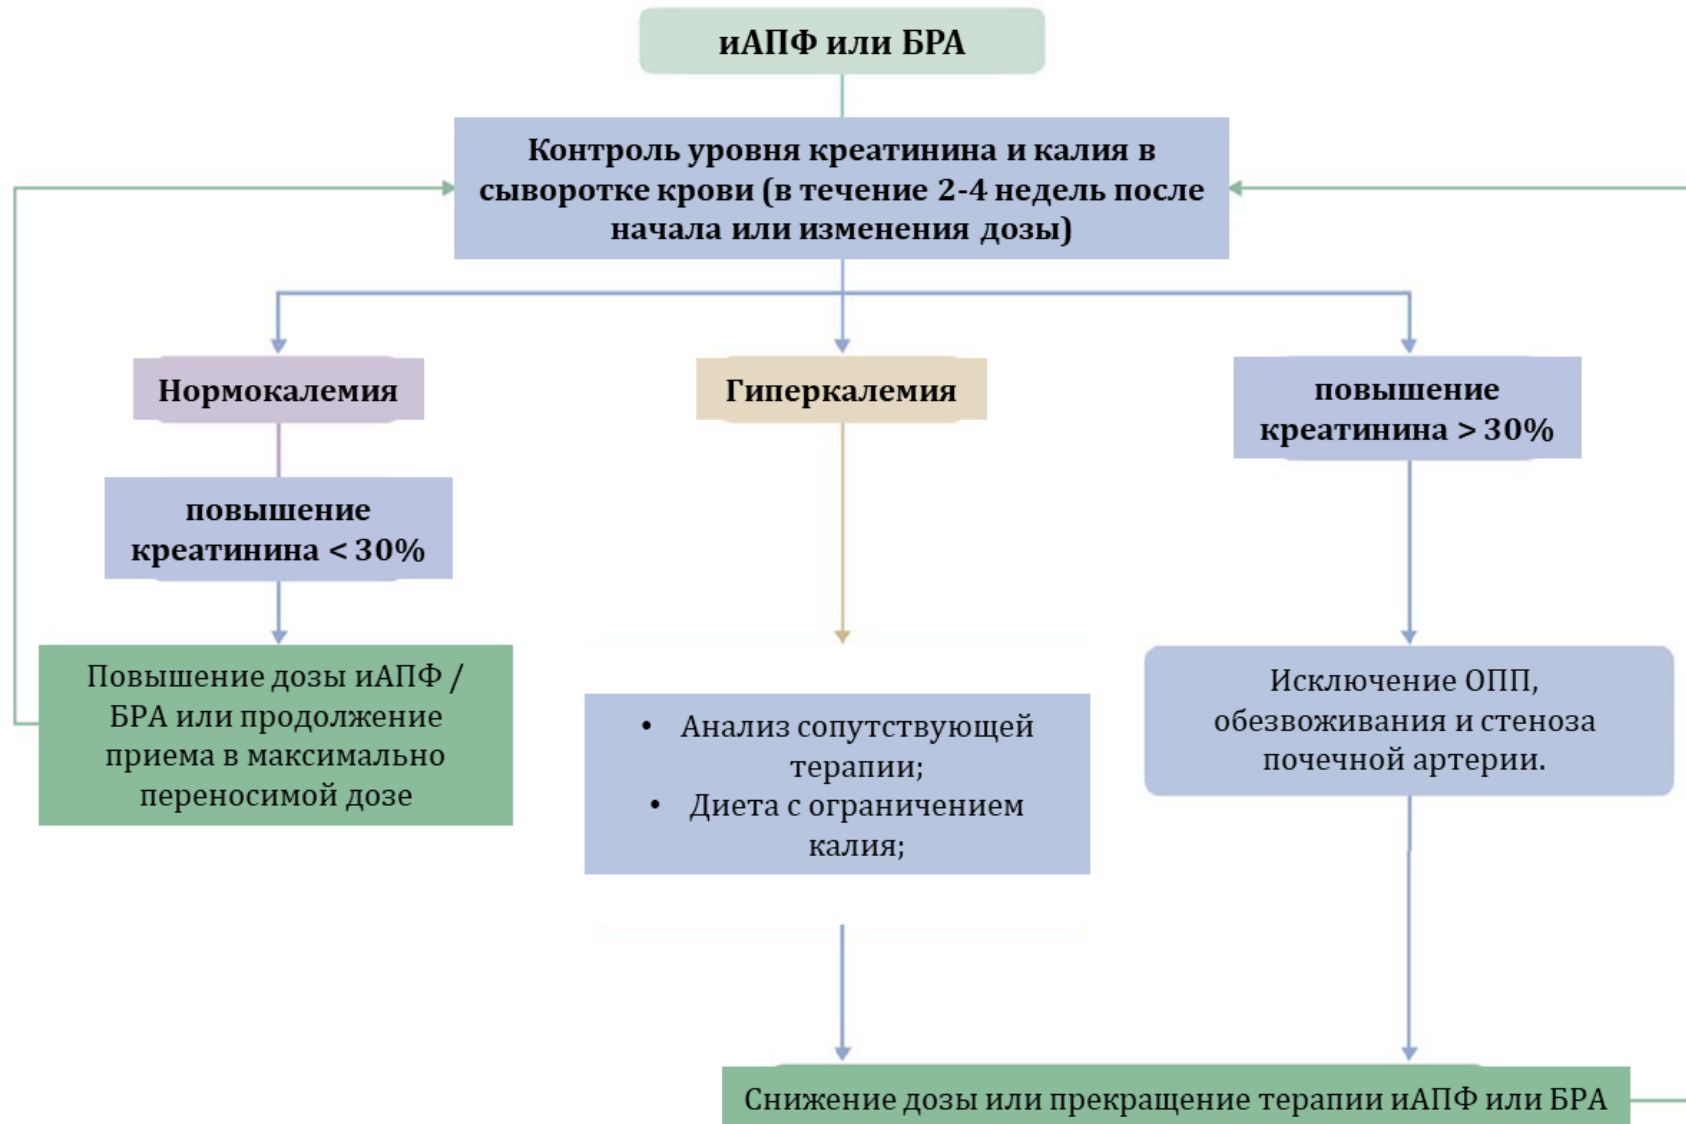 иАПФ или БРА
Контроль уровня креатинина и калия в
сыворотке крови (в течение 2-4 недель после
начала или изменения дозы)
Нормокалемия
Гиперкалемия
повышение
креатинина > 30%
повышение
креатинина < 30%
Повышение дозы иАПФ /
БРА или продолжение
приема в максимально
переносимой дозе
• Анализ сопутствующей
терапии;
• Диета с ограничением
калия;
Исключение ОПП,
обезвоживания и стеноза
почечной артерии.
Снижение дозы или прекращение терапии иАПФ или БРА